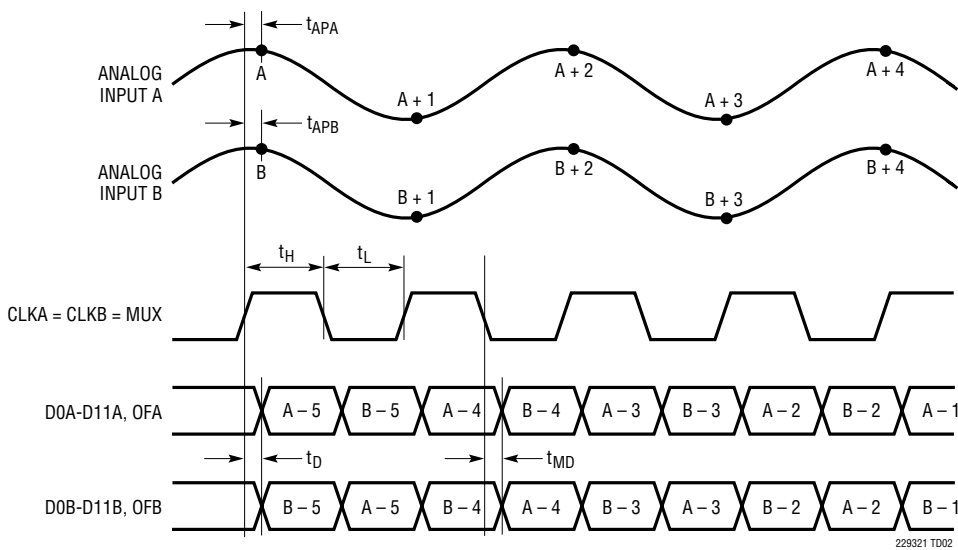 tAPA
ANALOG
INPUT A
A
A + 1
A + 2
A + 3
A + 4
tAPB
ANALOG
INPUT B
B
B + 1
B + 2
B + 3
B + 4
tH
tL
CLKA = CLKB = MUX
D0A-D11A, OFA
A – 5
B – 5
A – 4
B – 4
A – 3
B – 3
A – 2
B – 2
A – 1
tD
tMD
D0B-D11B, OFB
B – 5
A – 5
B – 4
A – 4
B – 3
A – 3
B – 2
A – 2
B – 1
229321 TD02